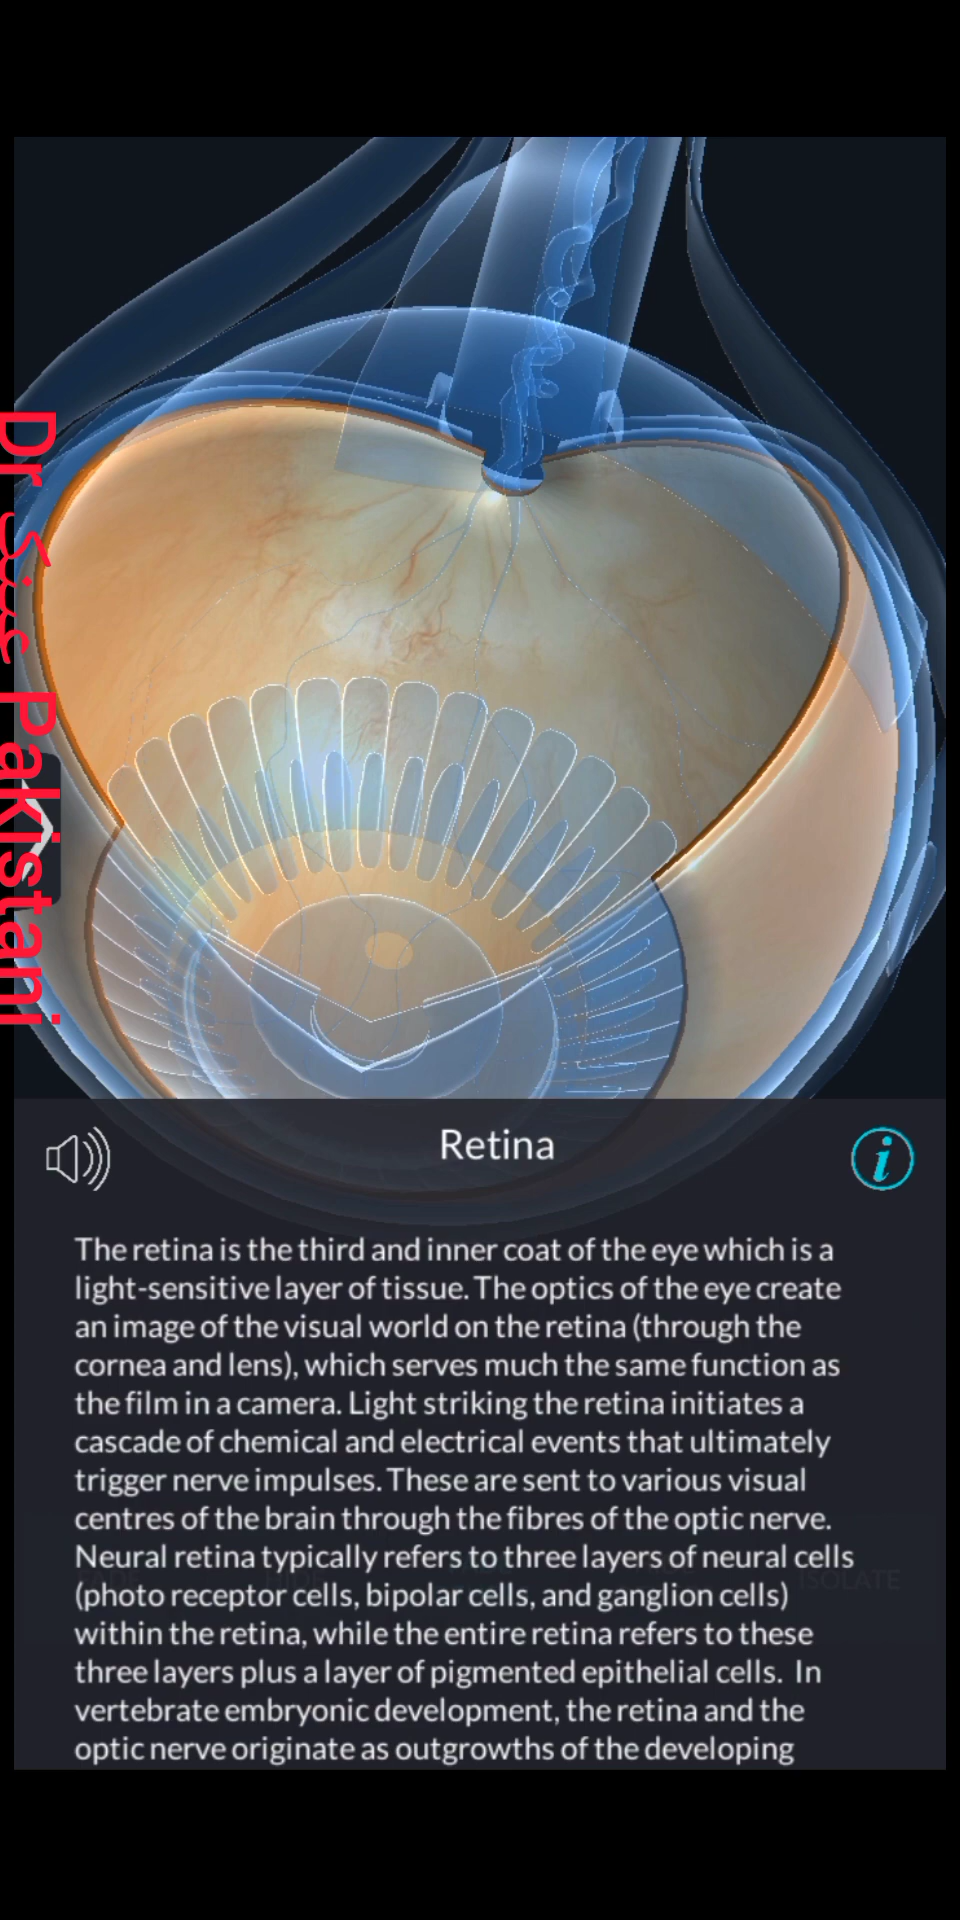 Dr
Pakistani
Retina
i
The retina is the third and inner coat of the eye which is a
light-sensitive layer of tissue. The optics of the eye create
an image of the visual world on the retina (through the
cornea and lens), which serves much the same function as
the film in a camera. Light striking the retina initiates a
cascade of chemical and electrical events that ultimately
trigger nerve impulses. These are sent to various visual
centres of the brain through the fibres of the optic nerve.
Neural retina typically refers to three layers of neural cells
(photo receptor cells, bipolar cells, and ganglion cells)
within the retina, while the entire retina refers to these
three layers plus a layer of pigmented epithelial cells.  In
vertebrate embryonic development, the retina and the
optic nerve originate as outgrowths of the developing
ISOLATE